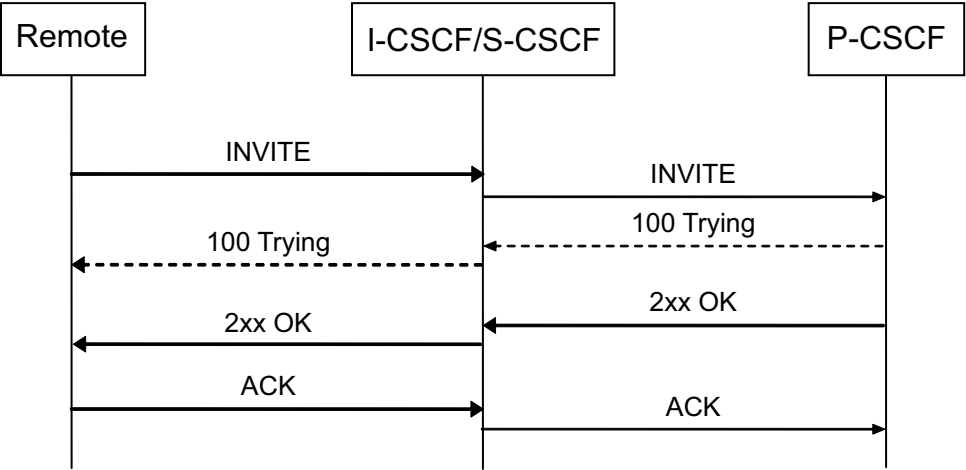 Remote
I-CSCF/S-CSCF
P-CSCF
INVITE
INVITE
100 Trying
100 Trying
2xx OK
2xx OK
ACK
ACK